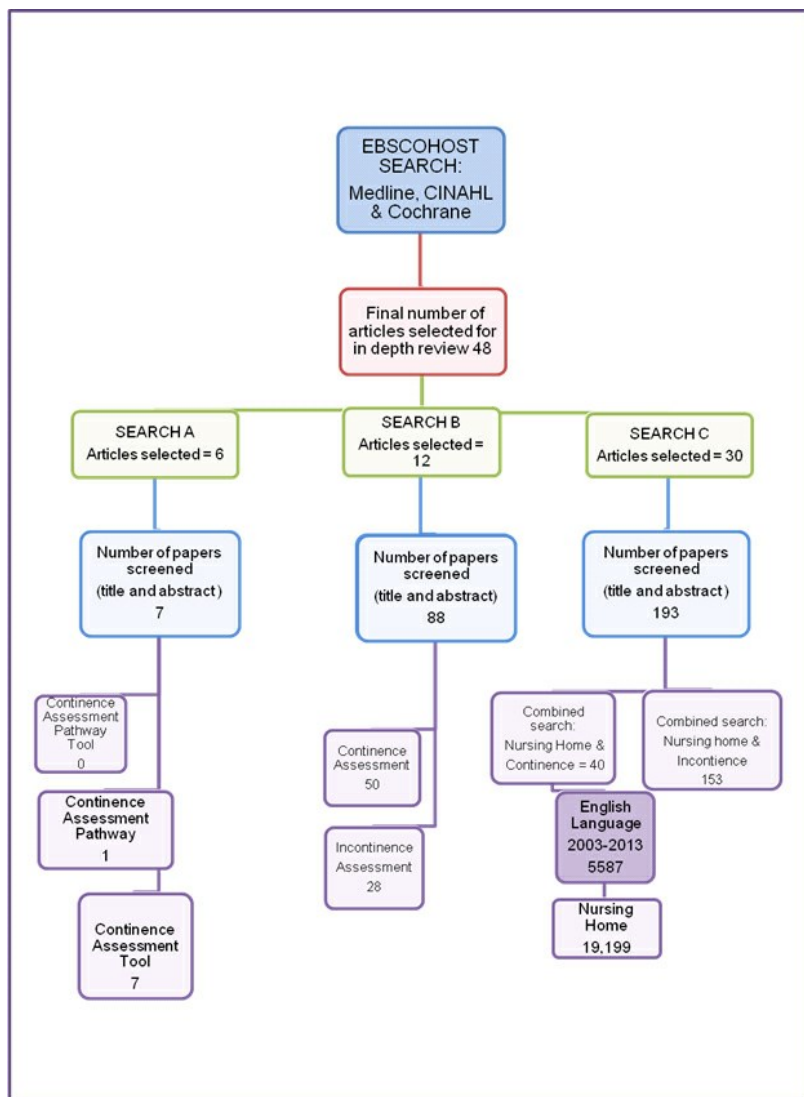 EBSCOHOST
SEARCH:
Medline, CINAHL
& Cochrane
Final number of
articles selected for
in depth review 48
SEARCH A
Articles selected = 6
SEARCH B
Articles selected =
12
SEARCH C
Articles selected = 30
Number of papers
screened
(title and abstract)
7
Number of papers
screened
(title and abstract)
88
Number of papers
screened
(title and abstract)
193
Continence
Assessment
Pathway
Tool
0
Continence
Assessment
Pathway
1
Continence
Assessment
Tool
7
Continence
Assessment
50
Incontinence
Assessment
28
Combined
search:
Nursing Home &
Continence = 40
Combined search:
Nursing home &
Incontience
153
English
Language
2003-2013
5587
Nursing
Home
19,199